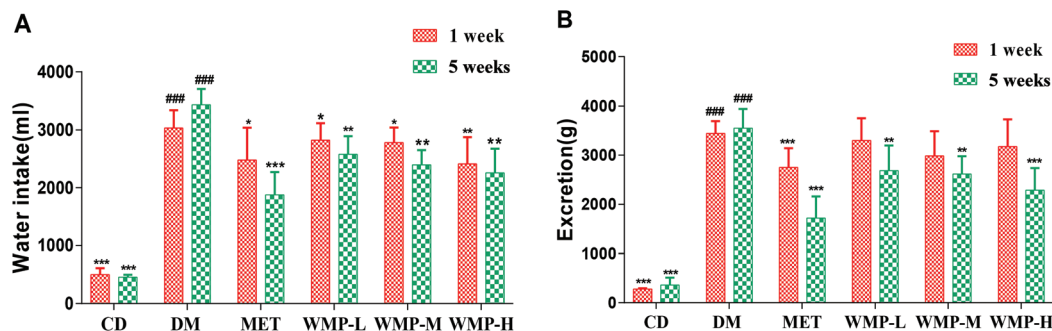 A
1 week
5 weeks
Water intake(ml)
4000
3000
2000
1000
0
### ###
*** ***
* ***
* **
* **
** **
CD DM MET WMP-L WMP-M WMP-H
B
1 week
5 weeks
Excretion(g)
5000
4000
3000
2000
1000
0
### ###
*** ***
*** ***
**
**
***
CD DM MET WMP-L WMP-M WMP-H